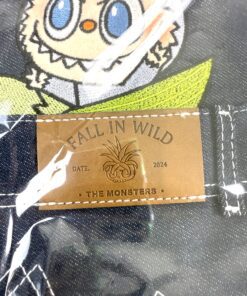 FALL IN WILD
DATE. 2024
· THE MONSTERS ·